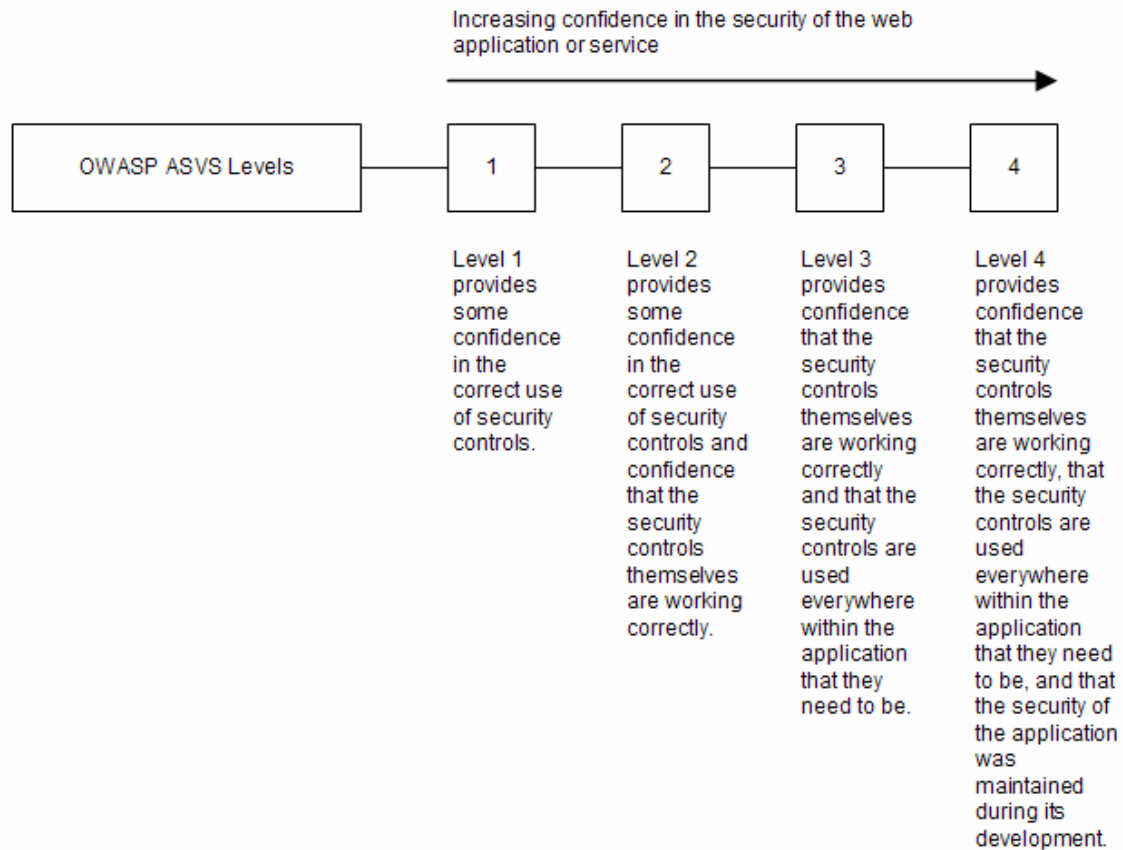 Increasing confidence in the security of the web
application or service
OWASP ASVS Levels
1
2
3
4
Level 1
provides
some
confidence
in the
correct use
of security
controls.
Level 2
provides
some
confidence
in the
correct use
of security
controls and
confidence
that the
security
controls
themselves
are working
correctly.
Level 3
provides
confidence
that the
security
controls
themselves
are working
correctly
and that the
security
controls are
used
everywhere
within the
application
that they
need to be.
Level 4
provides
confidence
that the
security
controls
themselves
are working
correctly, that
the security
controls are
used
everywhere
within the
application
that they need
to be, and that
the security of
the application
was
maintained
during its
development.